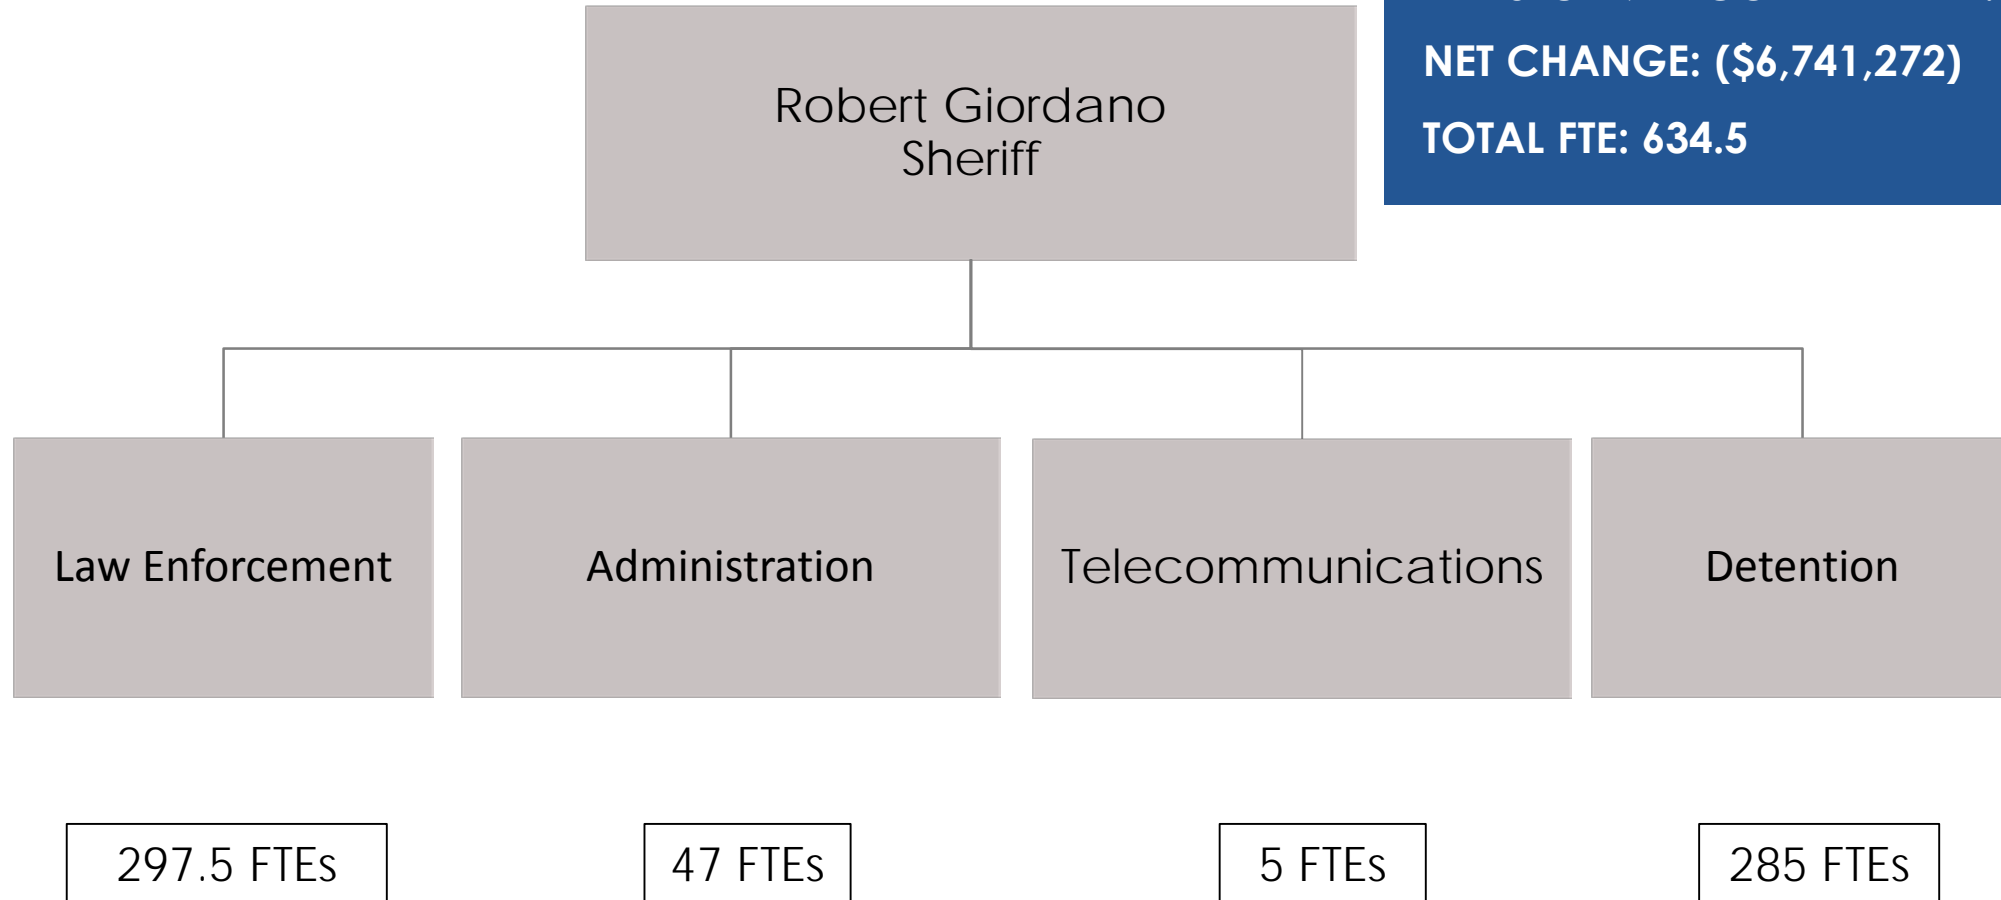 Robert Giordano
Sheriff
NET CHANGE: ($6,741,272)
TOTAL FTE: 634.5
Law Enforcement
Administration
Telecommunications
Detention
297.5 FTEs
47 FTEs
5 FTEs
285 FTEs